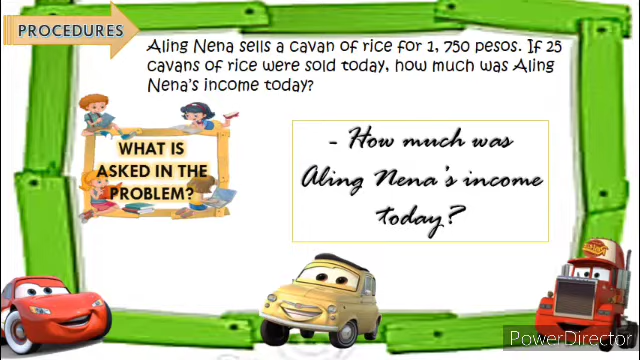 PROCEDURES
Aling Nena sells a cavan of rice for 1, 750 pesos. If 25
cavans of rice were sold today, how much was Aling
Nena's income today?
WHAT IS
ASKED IN THE
PROBLEM?
- How much was
Aling Nena's income
today?
PowerDirector